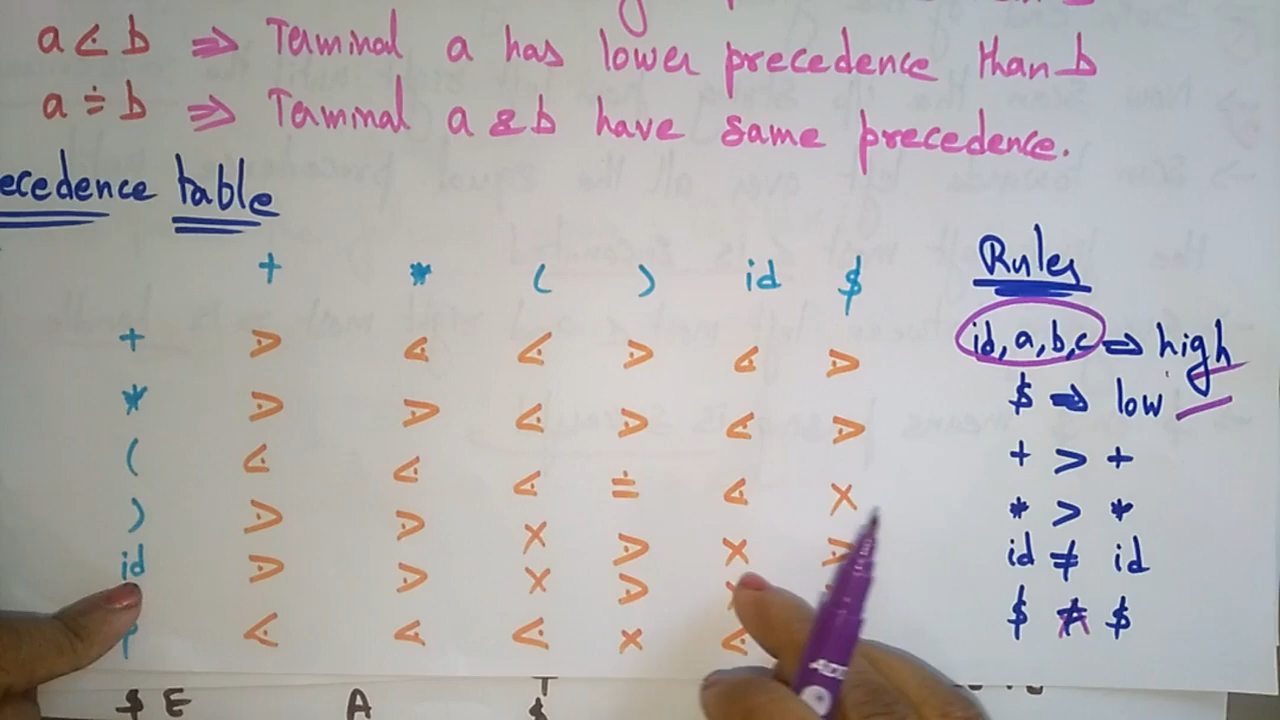 a ⋖ b ⇒ Terminal a has lower precedence than b
a ≐ b ⇒ Terminal a & b have same precedence.
ecedence table
+ * ( ) id $
+ ⋗ ⋖ ⋖ ⋗ ⋖ ⋗
* ⋗ ⋗ ⋖ ⋗ ⋖ ⋗
( ⋖ ⋖ ⋖ ≐ ⋖ X
) ⋗ ⋗ X ⋗ X ⋗
id ⋗ ⋗ X ⋗
⋖ ⋖ ⋖ X ⋖
Rules
id, a, b, c ⇒ high
$ ⇒ low
+ > +
* > *
id ≠ id
$ $
$ E A $